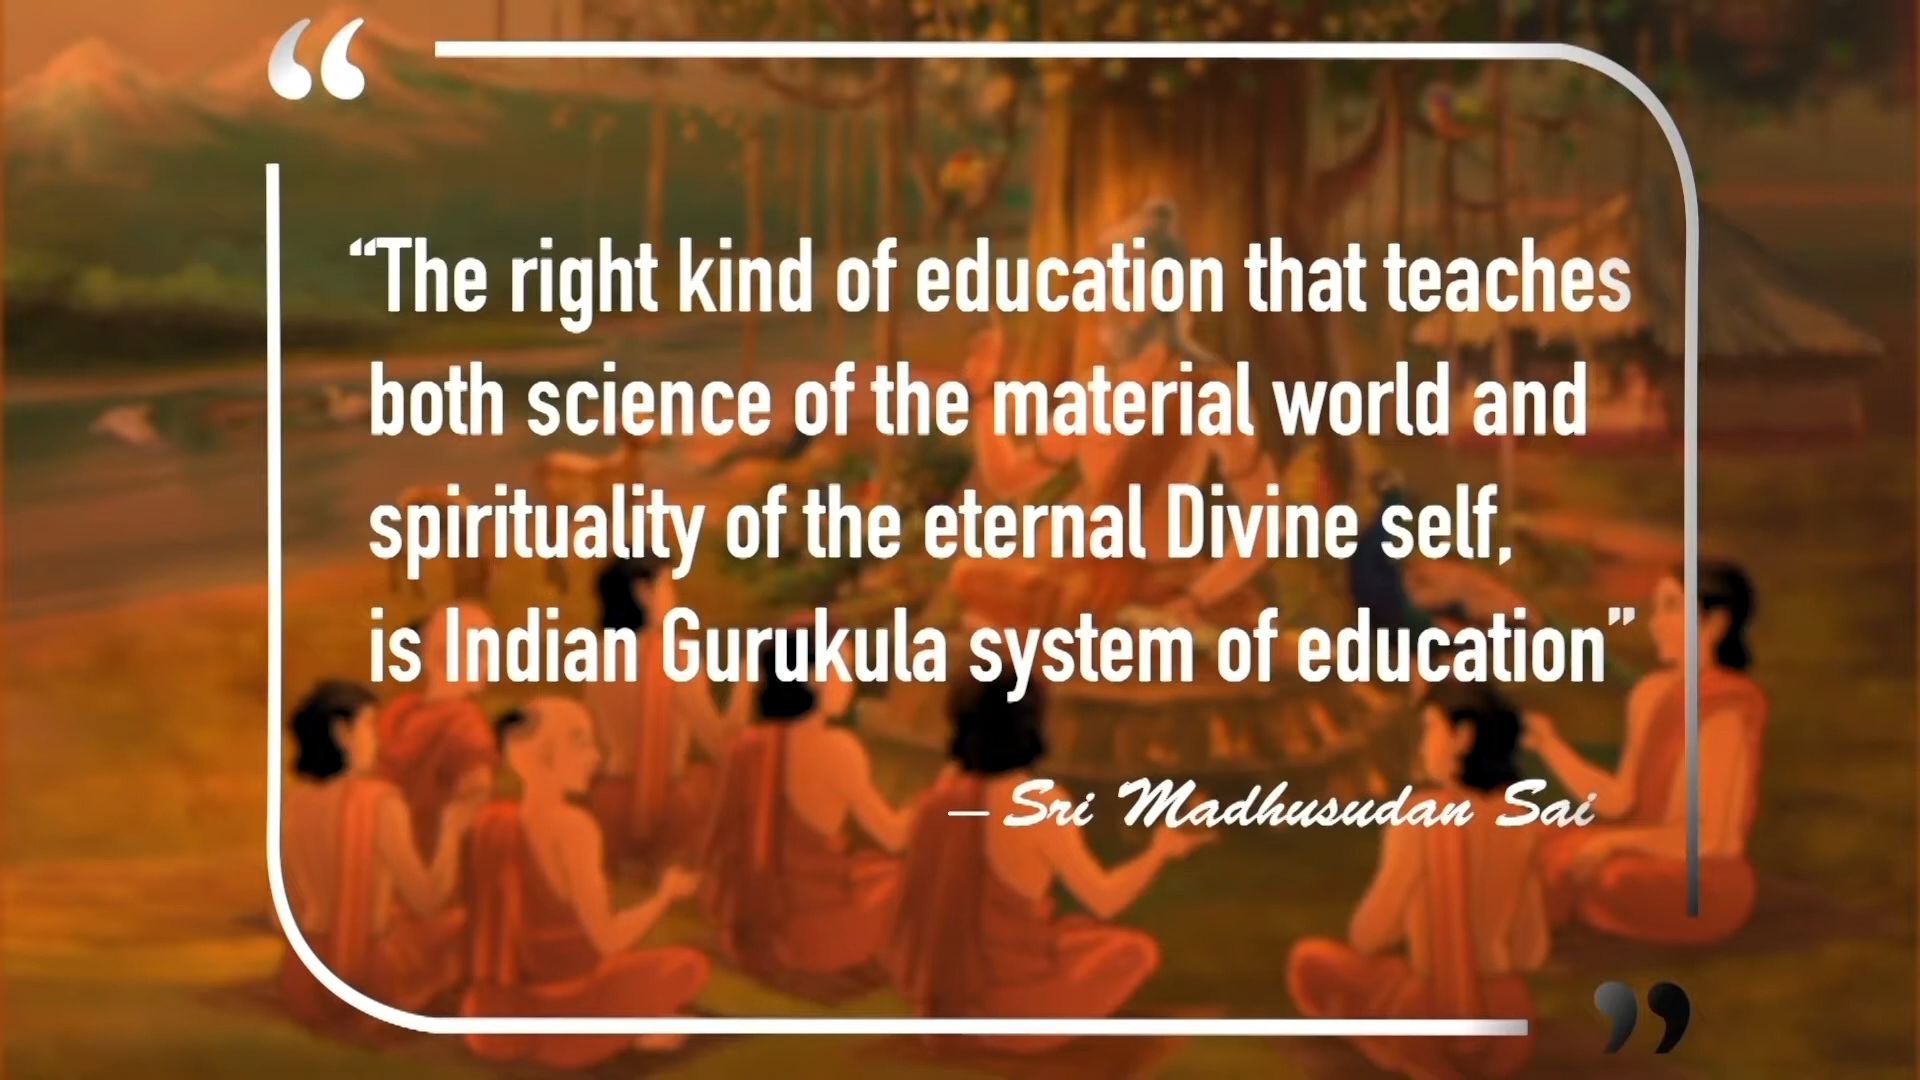 “The right kind of education that teaches
both science of the material world and
spirituality of the eternal Divine self,
is Indian Gurukula system of education”
— Sri Madhusudan Sai